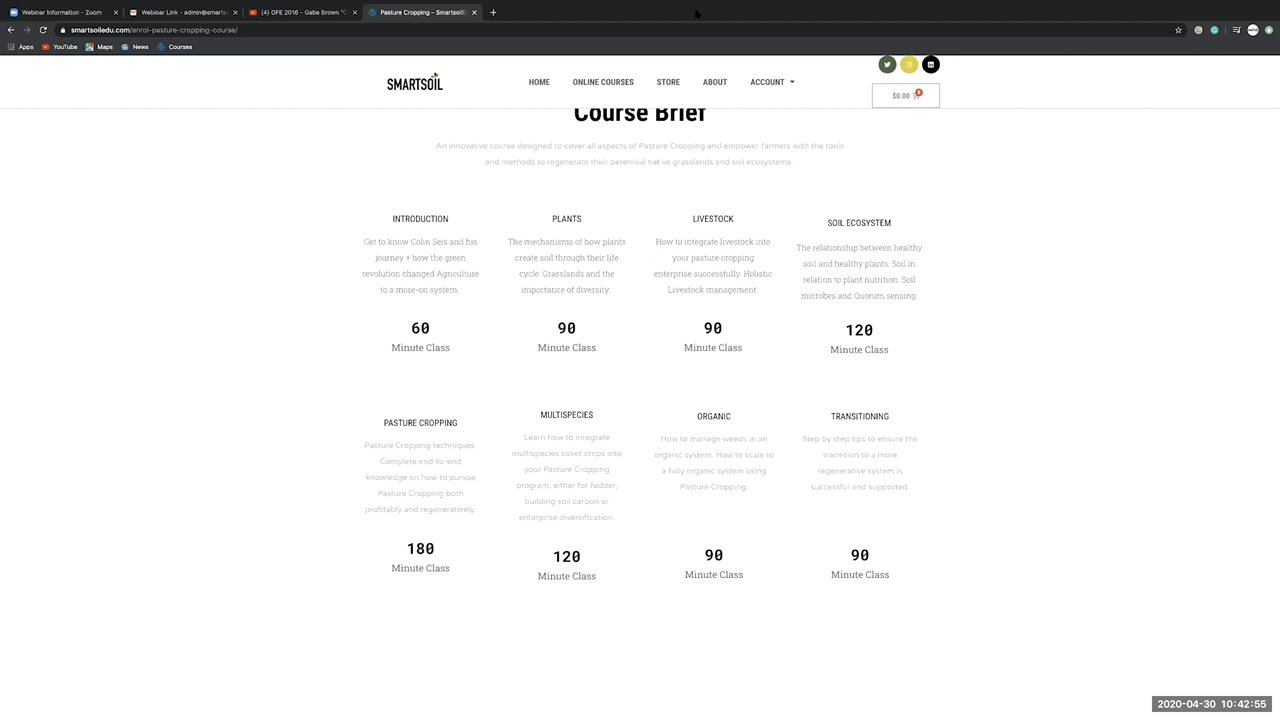 Webinar Information - Zoom
Webinar Link - admin@smarts
(4) GFE 2018 - Gabe Brown "C
Pasture Cropping – SmartsoilE
smartsoiledu.com/enrol-pasture-cropping-course/
Apps YouTube Maps News Courses
SMARTSOIL
HOME ONLINE COURSES STORE ABOUT ACCOUNT
$0.00
Course Brief
An innovative course designed to cover all aspects of Pasture Cropping and empower farmers with the tools
and methods to regenerate their perennial native grasslands and soil ecosystems.
INTRODUCTION
Get to know Colin Seis and his
journey + how the green
revolution changed Agriculture
to a more-on system.
60
Minute Class
PLANTS
The mechanisms of how plants
create soil through their life
cycle. Grasslands and the
importance of diversity.
90
Minute Class
LIVESTOCK
How to integrate livestock into
your pasture cropping
enterprise successfully. Holistic
Livestock management.
90
Minute Class
SOIL ECOSYSTEM
The relationship between healthy
soil and healthy plants. Soil in
relation to plant nutrition. Soil
microbes and Quorum sensing
120
Minute Class
PASTURE CROPPING
Pasture Cropping techniques.
Complete end-to-end
knowledge on how to pursue
Pasture Cropping both
profitably and regeneratively.
180
Minute Class
MULTISPECIES
Learn how to integrate
multispecies cover crops into
your Pasture Cropping
program, either for fodder,
building soil carbon or
enterprise diversification.
120
Minute Class
ORGANIC
How to manage weeds in an
organic system. How to scale to
a fully organic system using
Pasture Cropping.
90
Minute Class
TRANSITIONING
Step by step tips to ensure the
transition to a more
regenerative system is
successful and supported.
90
Minute Class
2020-04-30 10:42:55